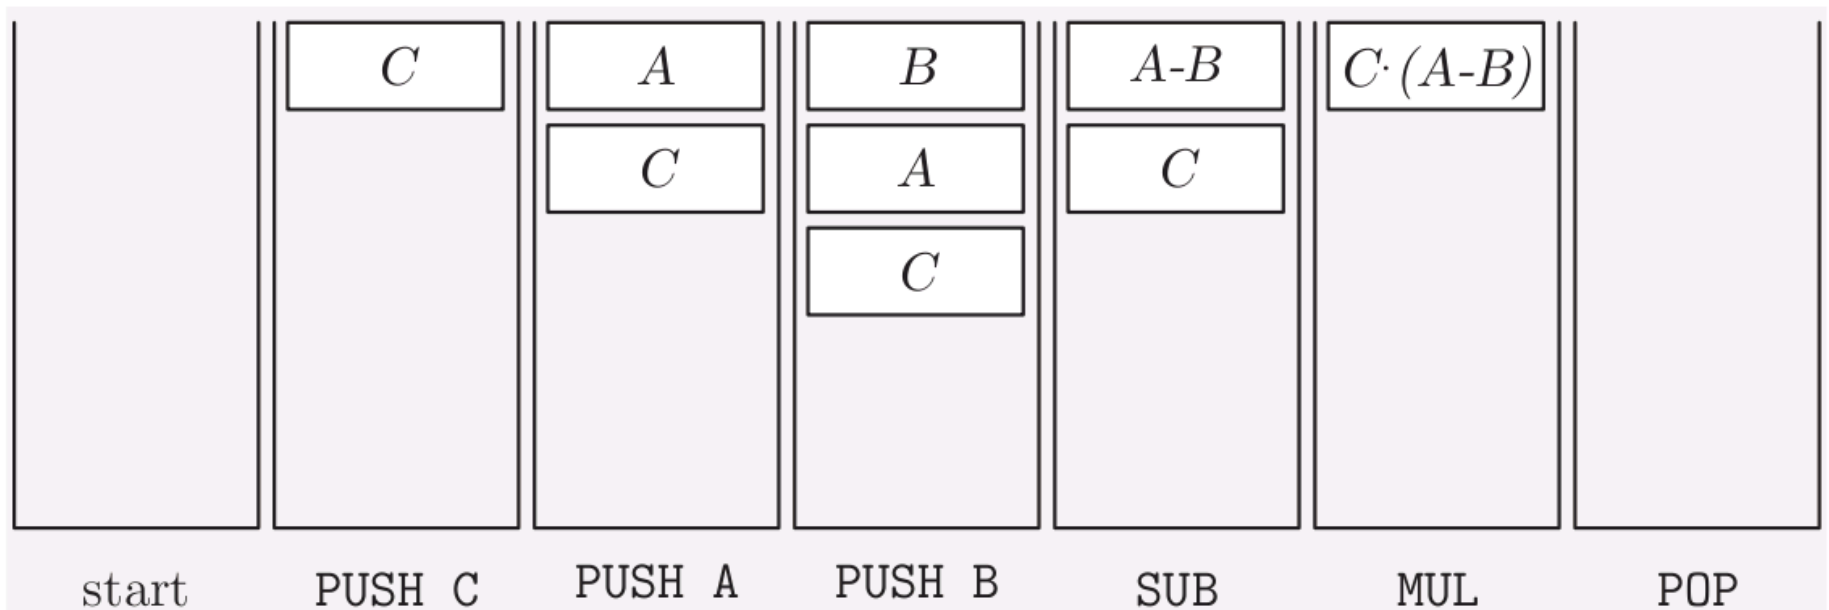 C A B A-B C·(A-B)
C A C
C
start PUSH C PUSH A PUSH B SUB MUL POP